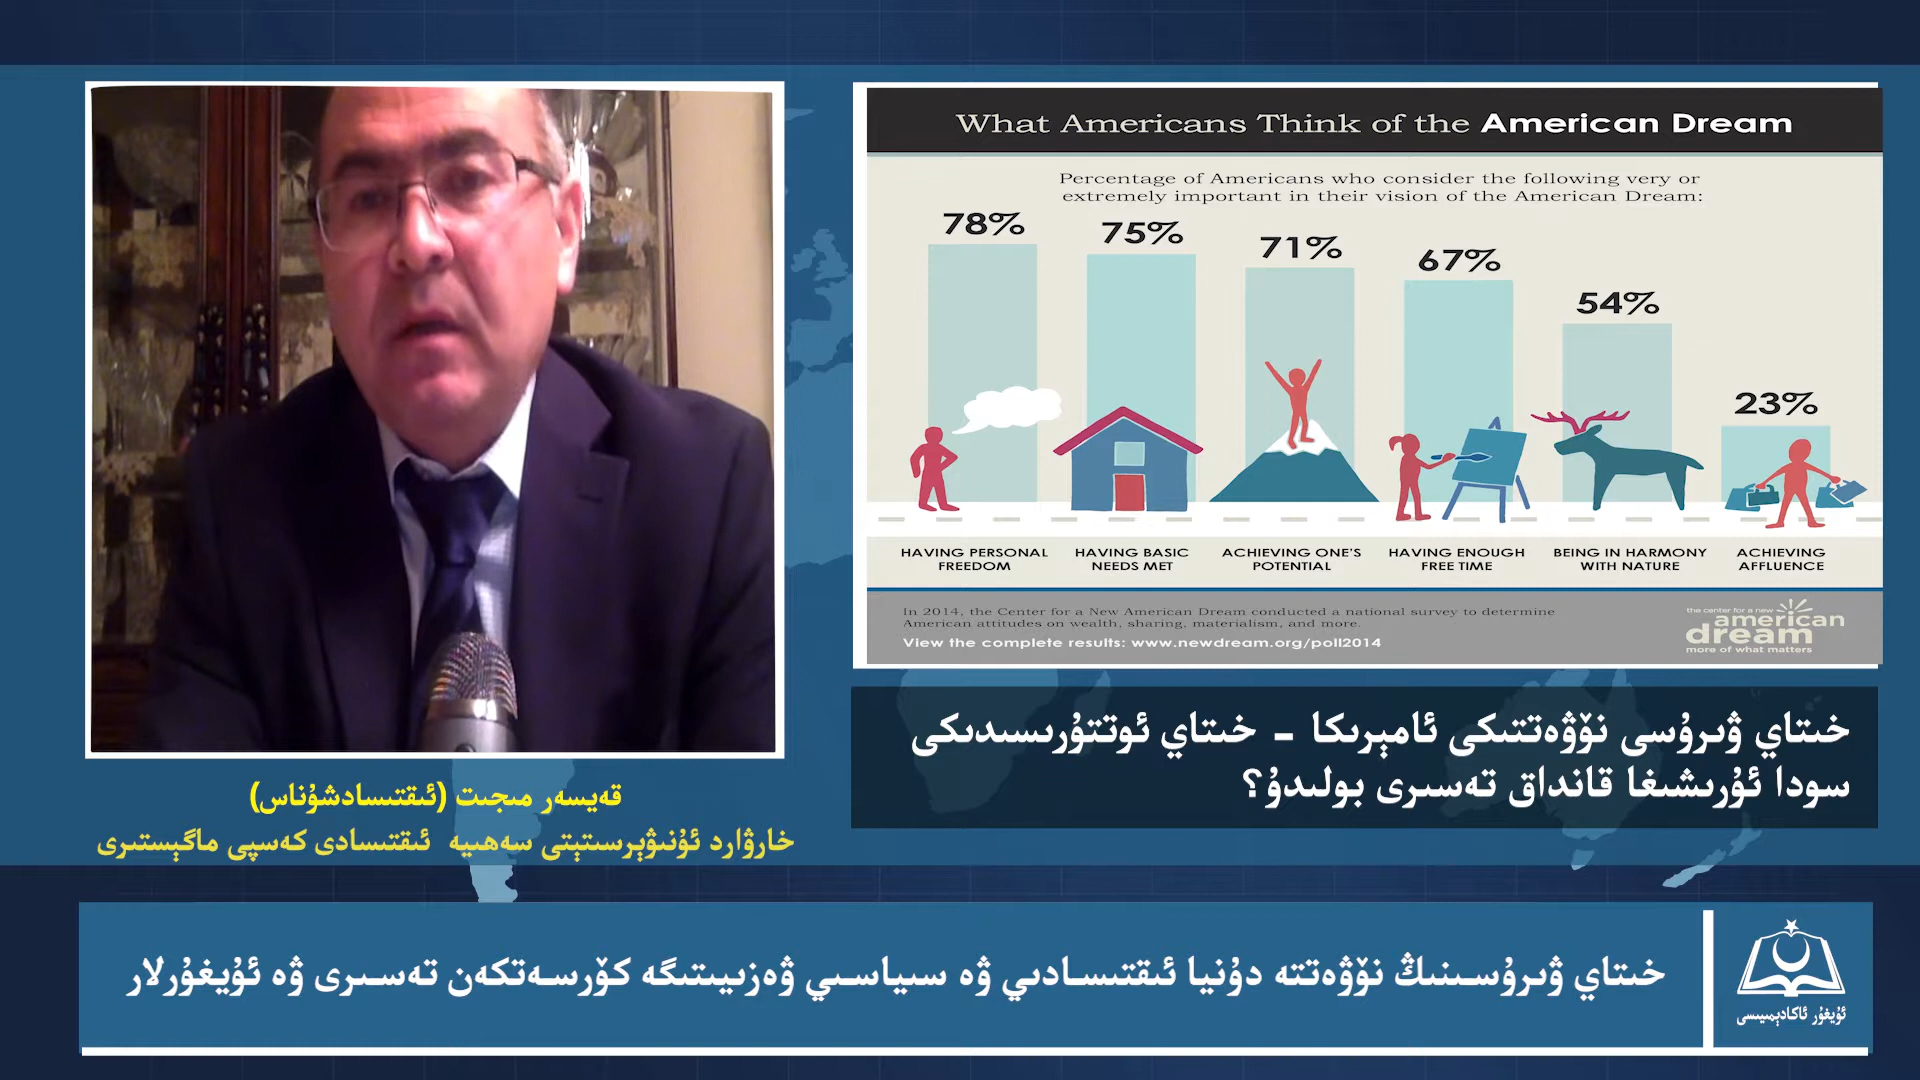 What Americans Think of the American Dream
Percentage of Americans who consider the following very or
extremely important in their vision of the American Dream:
78%
75%
71%
67%
54%
23%
HAVING PERSONAL
FREEDOM
HAVING BASIC
NEEDS MET
ACHIEVING ONE'S
POTENTIAL
HAVING ENOUGH
FREE TIME
BEING IN HARMONY
WITH NATURE
ACHIEVING
AFFLUENCE
In 2014, the Center for a New American Dream conducted a national survey to determine
American attitudes on wealth, sharing, materialism, and more.
View the complete results: www.newdream.org/poll2014
the center for a new
american
dream
more of what matters
خىتاي ۋىرۇسى نۆۋەتتىكى ئامېرىكا - خىتاي ئوتتۇرىسىدىكى
سودا ئۇرىشىغا قانداق تەسىرى بولىدۇ؟
قەيسەر مىجىت (ئىقتىسادشۇناس)
خارۋارد ئۇنىۋېرسىتېتى سەھىيە ئىقتىسادى كەسپى ماگېستىرى
خىتاي ۋىرۇسىنىڭ نۆۋەتتە دۇنيا ئىقتىسادىي ۋە سىياسىي ۋەزىيىتىگە كۆرسەتكەن تەسىرى ۋە ئۇيغۇرلار
ئۇيغۇر ئاكادېمىيىسى